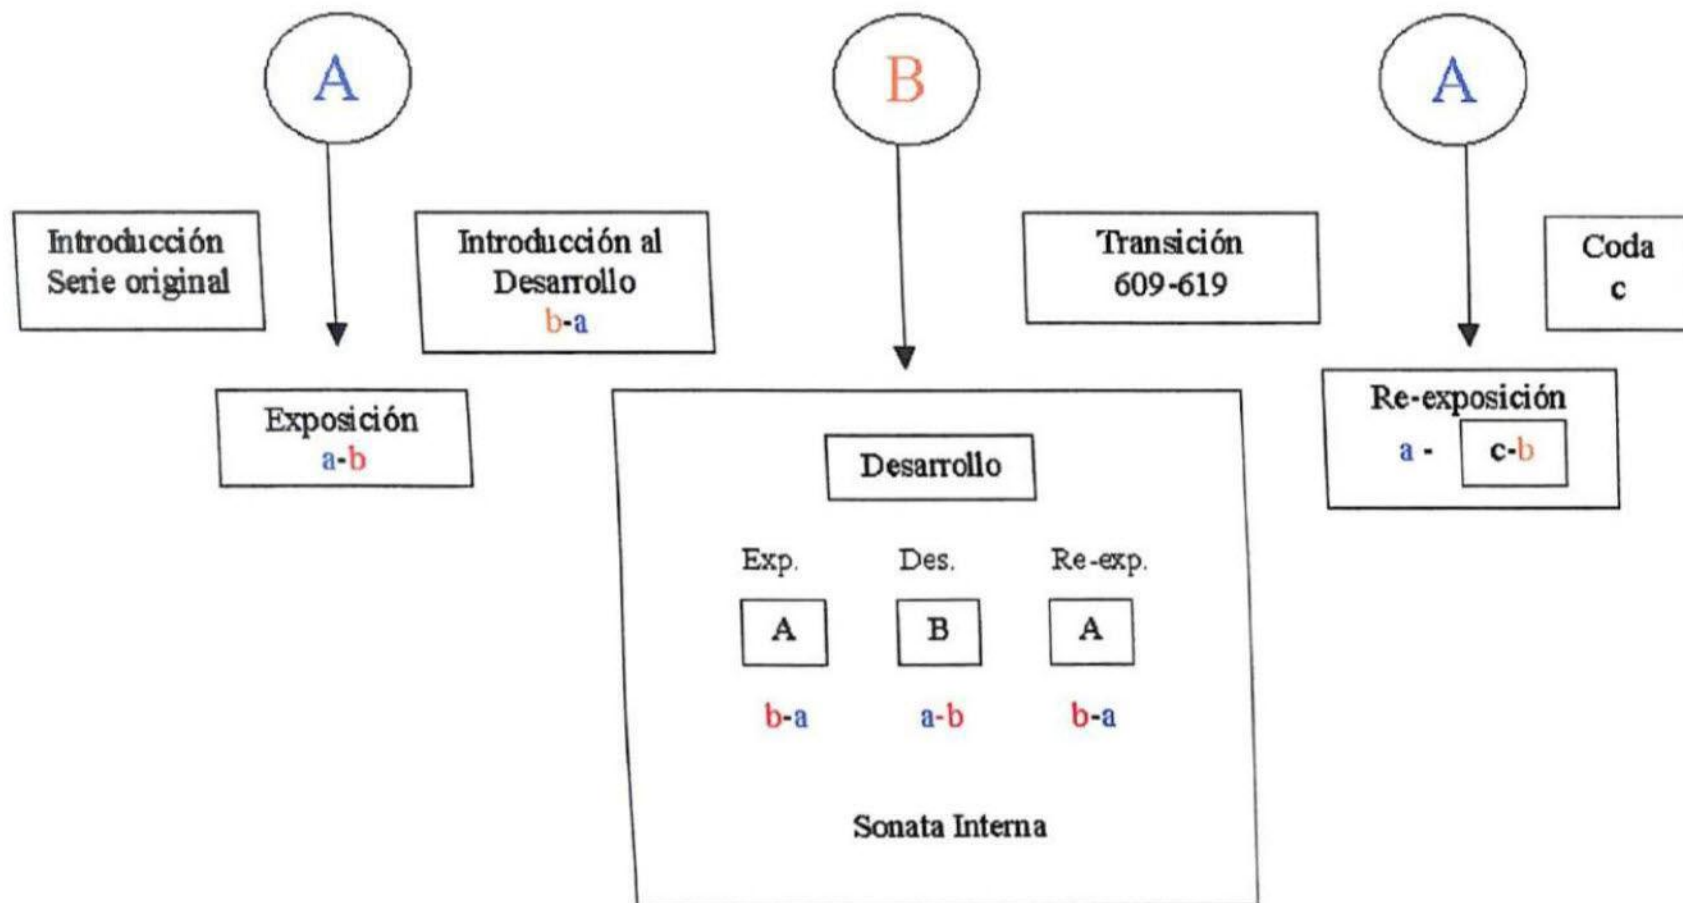 A
B
A
Introducción
Serie original
Introducción al
Desarrollo
b-a
Transición
609-619
Coda
c
Exposición
a-b
Re-exposición
a - c-b
Desarrollo
Exp. Des. Re-exp.
A B A
b-a a-b b-a
Sonata Interna